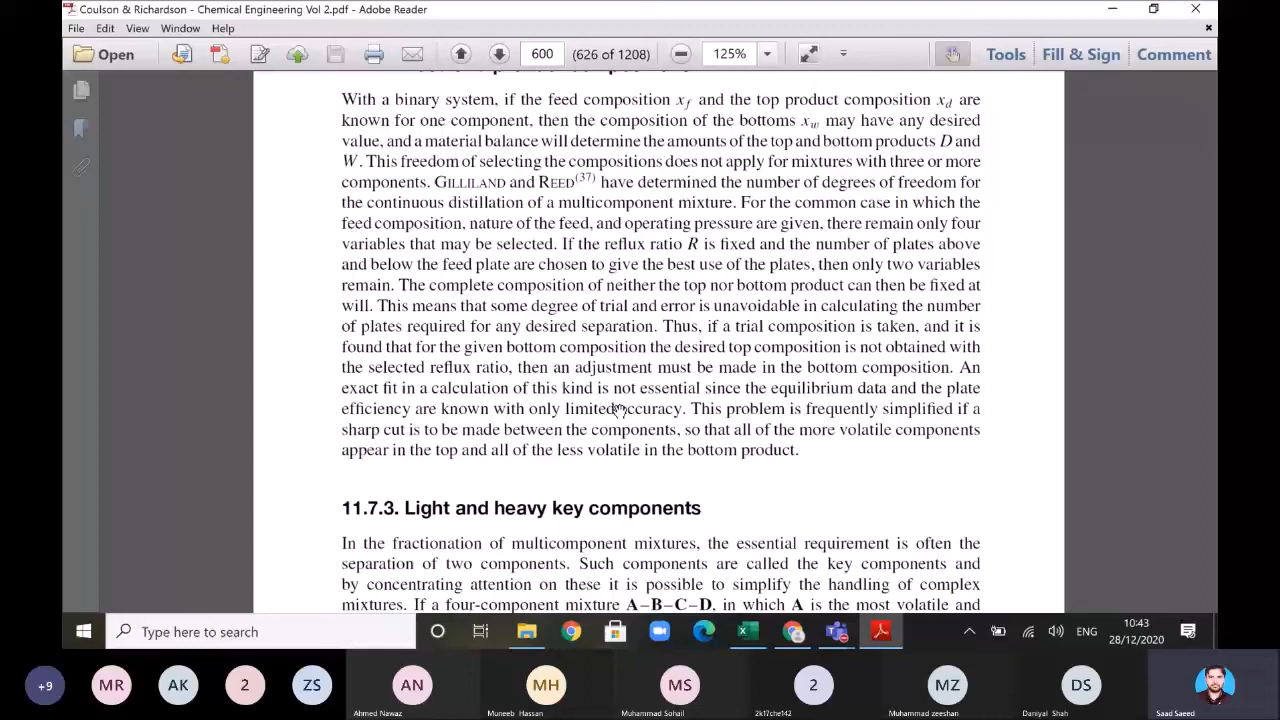 Coulson & Richardson - Chemical Engineering Vol 2.pdf - Adobe Reader
File Edit View Window Help
Open 600 (626 of 1208) 125% Tools Fill & Sign Comment
With a binary system, if the feed composition xf and the top product composition xd are
known for one component, then the composition of the bottoms xw may have any desired
value, and a material balance will determine the amounts of the top and bottom products D and
W. This freedom of selecting the compositions does not apply for mixtures with three or more
components. GILLILAND and REED(37) have determined the number of degrees of freedom for
the continuous distillation of a multicomponent mixture. For the common case in which the
feed composition, nature of the feed, and operating pressure are given, there remain only four
variables that may be selected. If the reflux ratio R is fixed and the number of plates above
and below the feed plate are chosen to give the best use of the plates, then only two variables
remain. The complete composition of neither the top nor bottom product can then be fixed at
will. This means that some degree of trial and error is unavoidable in calculating the number
of plates required for any desired separation. Thus, if a trial composition is taken, and it is
found that for the given bottom composition the desired top composition is not obtained with
the selected reflux ratio, then an adjustment must be made in the bottom composition. An
exact fit in a calculation of this kind is not essential since the equilibrium data and the plate
efficiency are known with only limited accuracy. This problem is frequently simplified if a
sharp cut is to be made between the components, so that all of the more volatile components
appear in the top and all of the less volatile in the bottom product.
11.7.3. Light and heavy key components
In the fractionation of multicomponent mixtures, the essential requirement is often the
separation of two components. Such components are called the key components and
by concentrating attention on these it is possible to simplify the handling of complex
mixtures. If a four-component mixture A–B–C–D, in which A is the most volatile and
Type here to search
ENG
10:43
28/12/2020
+9 MR AK 2 ZS AN MH MS 2 MZ DS
Ahmed Nawaz Muneeb Hassan Muhammad Sohail 2k17che142 Muhammad zeeshan Daniyal Shah Saad Saeed